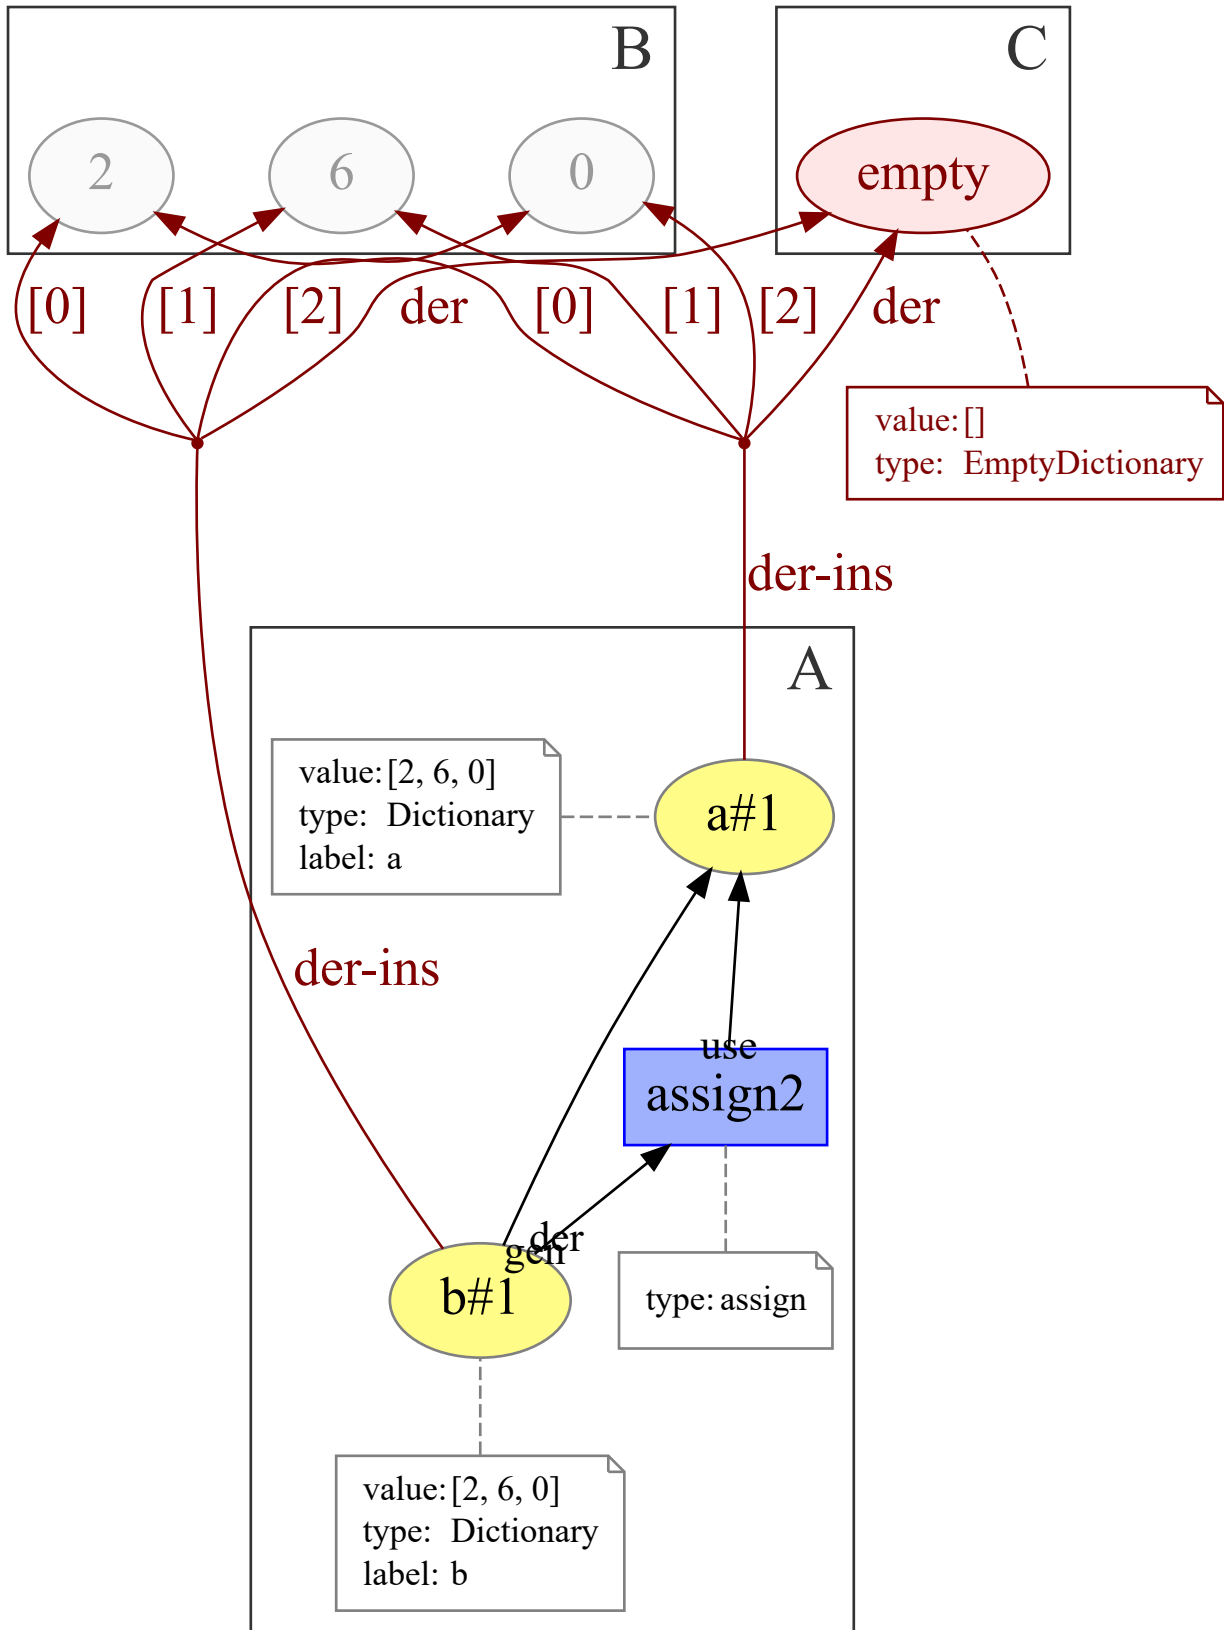 B
C
2
6
0
empty
[0]
[1]
[2]
der
[0]
[1]
[2]
der
value: []
type: EmptyDictionary
der-ins
A
value: [2, 6, 0]
type: Dictionary
label: a
a#1
der-ins
use
assign2
der
gen
b#1
type: assign
value: [2, 6, 0]
type: Dictionary
label: b